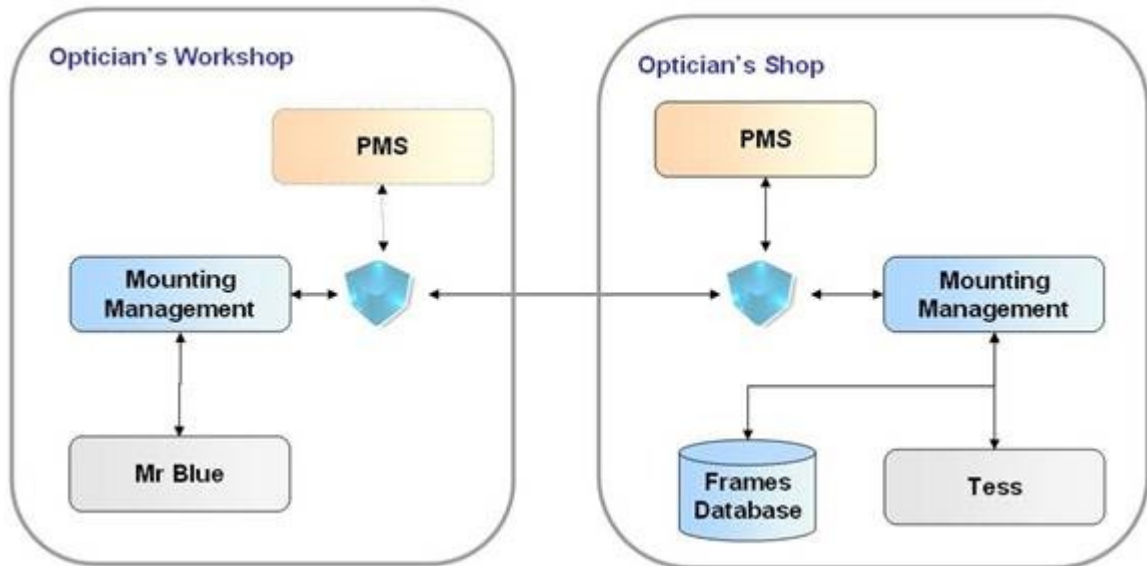 Optician's Workshop
PMS
Mounting
Management
Mr Blue
Optician's Shop
PMS
Mounting
Management
Frames
Database
Tess